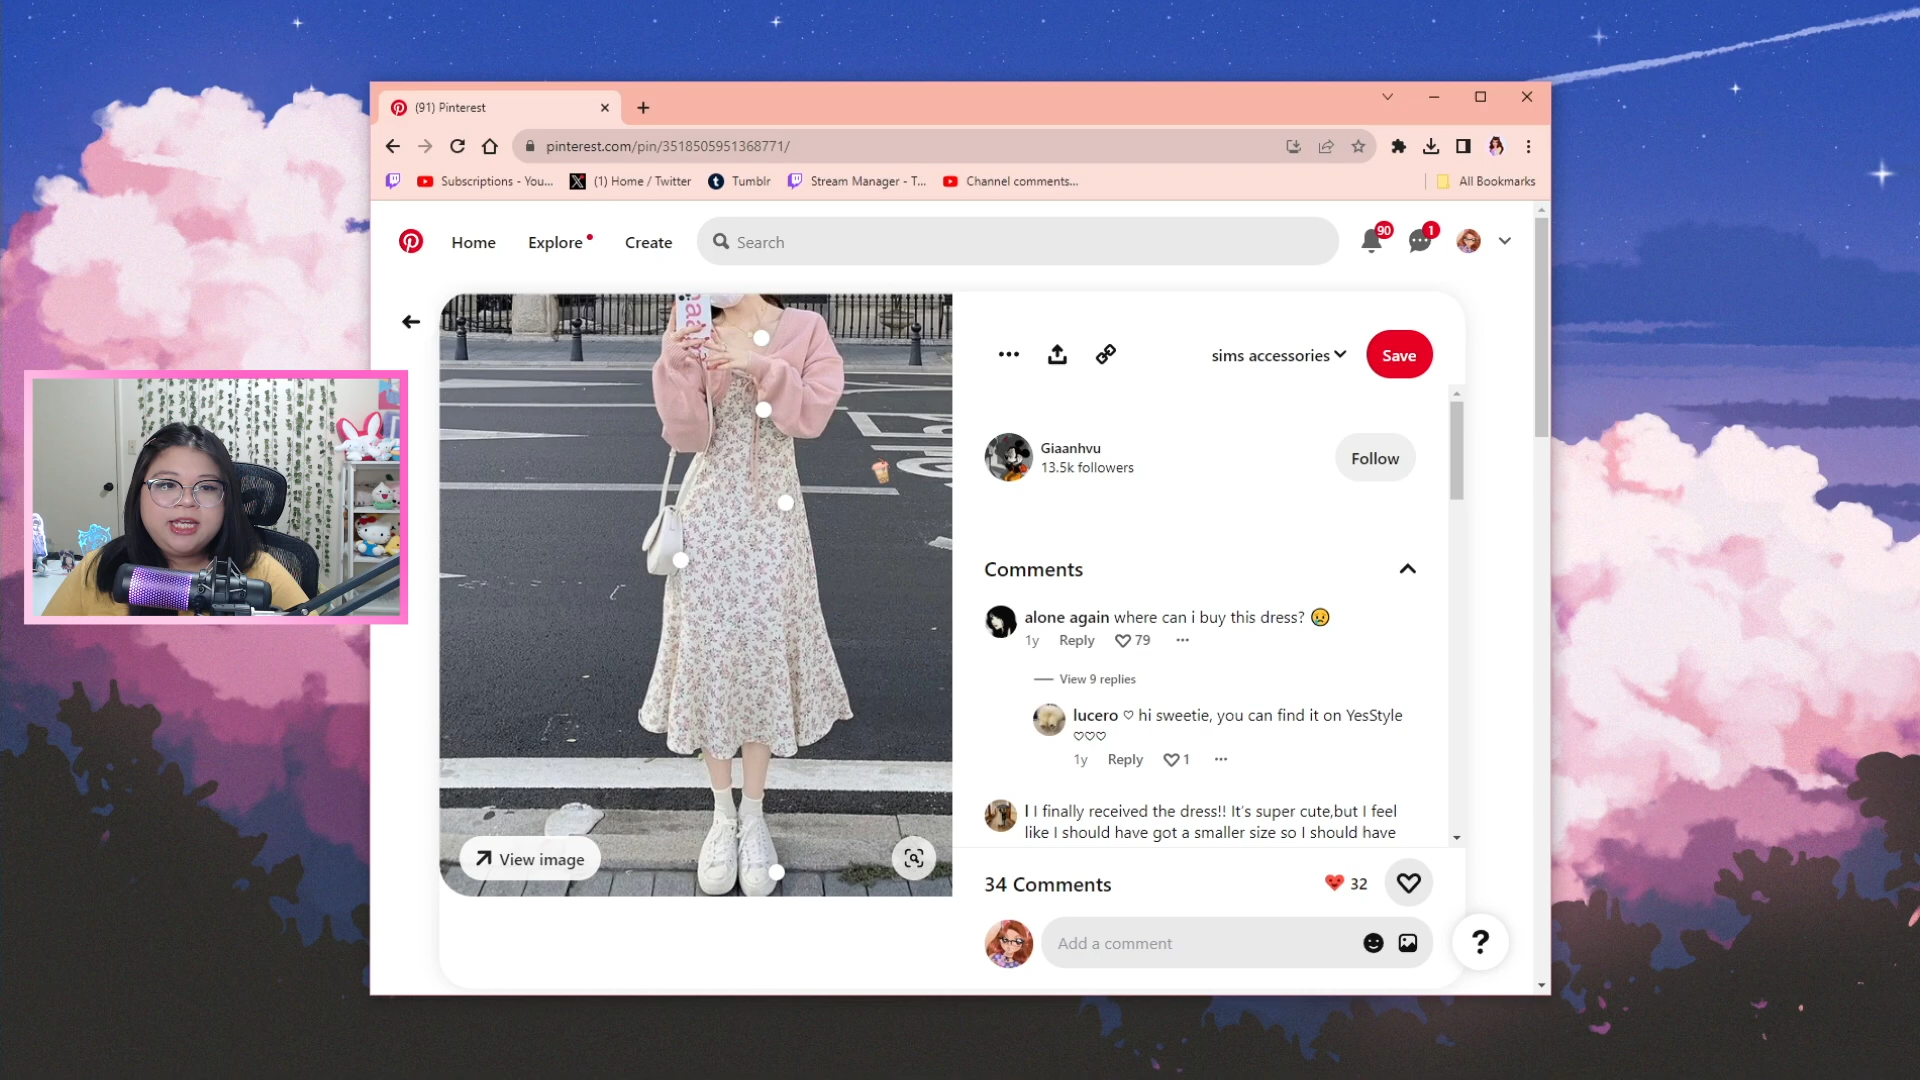 (91) Pinterest
pinterest.com/pin/3518505951368771/
Subscriptions - You...
(1) Home / Twitter
Tumblr
Stream Manager - T...
Channel comments...
All Bookmarks
Home
Explore
Create
Search
90
1
sims accessories
Save
Giaanhvu
13.5k followers
Follow
Comments
alone again where can i buy this dress? 😥
1y Reply 79
View 9 replies
lucero ♡ hi sweetie, you can find it on YesStyle
♡♡♡
1y Reply 1
I I finally received the dress!! It's super cute,but I feel
like I should have got a smaller size so I should have
View image
34 Comments
32
Add a comment
?